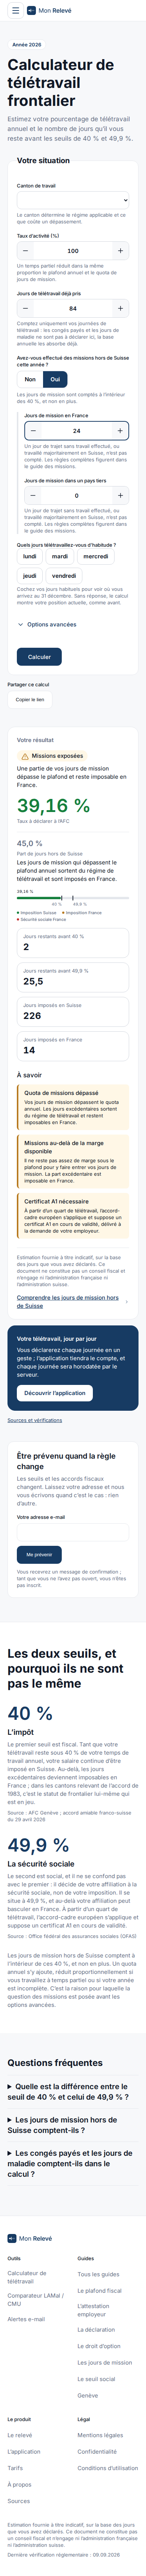 Mon Relevé
Année 2026
Calculateur de
télétravail
frontalier
Estimez votre pourcentage de télétravail
annuel et le nombre de jours qu'il vous
reste avant les seuils de 40 % et 49,9 %.
Votre situation
Canton de travail
Le canton détermine le régime applicable et ce
que coûte un dépassement.
Taux d'activité (%)
100
Un temps partiel réduit dans la même
proportion le plafond annuel et le quota de
jours de mission.
Jours de télétravail déjà pris
84
Comptez uniquement vos journées de
télétravail : les congés payés et les jours de
maladie ne sont pas à déclarer ici, la base
annuelle les absorbe déjà.
Avez-vous effectué des missions hors de Suisse
cette année ?
Non
Oui
Les jours de mission sont comptés à l'intérieur
des 40 %, et non en plus.
Jours de mission en France
24
Un jour de trajet sans travail effectué, ou
travaillé majoritairement en Suisse, n'est pas
compté. Les règles complètes figurent dans
le guide des missions.
Jours de mission dans un pays tiers
0
Un jour de trajet sans travail effectué, ou
travaillé majoritairement en Suisse, n'est pas
compté. Les règles complètes figurent dans
le guide des missions.
Quels jours télétravaillez-vous d'habitude ?
lundi
mardi
mercredi
jeudi
vendredi
Cochez vos jours habituels pour voir où vous
arrivez au 31 décembre. Sans réponse, le calcul
montre votre position actuelle, comme avant.
Options avancées
Calculer
Partager ce calcul
Copier le lien
Votre résultat
Missions exposées
Une partie de vos jours de mission
dépasse le plafond et reste imposable en
France.
39,16 %
Taux à déclarer à l'AFC
45,0 %
Part de jours hors de Suisse
Les jours de mission qui dépassent le
plafond annuel sortent du régime de
télétravail et sont imposés en France.
39,16 %
40 %
49,9 %
Imposition Suisse
Imposition France
Sécurité sociale France
Jours restants avant 40 %
2
Jours restants avant 49,9 %
25,5
Jours imposés en Suisse
226
Jours imposés en France
14
À savoir
Quota de missions dépassé
Vos jours de mission dépassent le quota
annuel. Les jours excédentaires sortent
du régime de télétravail et restent
imposables en France.
Missions au-delà de la marge
disponible
Il ne reste pas assez de marge sous le
plafond pour y faire entrer vos jours de
mission. La part excédentaire est
imposable en France.
Certificat A1 nécessaire
À partir d'un quart de télétravail, l'accord-
cadre européen s'applique et suppose un
certificat A1 en cours de validité, délivré à
la demande de votre employeur.
Estimation fournie à titre indicatif, sur la base
des jours que vous avez déclarés. Ce
document ne constitue pas un conseil fiscal et
n'engage ni l'administration française ni
l'administration suisse.
Comprendre les jours de mission hors
de Suisse
Votre télétravail, jour par jour
Vous déclarerez chaque journée en un
geste ; l'application tiendra le compte, et
chaque journée sera horodatée par le
serveur.
Découvrir l'application
Sources et vérifications
Être prévenu quand la règle
change
Les seuils et les accords fiscaux
changent. Laissez votre adresse et nous
vous écrivons quand c'est le cas : rien
d'autre.
Votre adresse e-mail
Me prévenir
Vous recevrez un message de confirmation ;
tant que vous ne l'avez pas ouvert, vous n'êtes
pas inscrit.
Les deux seuils, et
pourquoi ils ne sont
pas le même
40 %
L'impôt
Le premier seuil est fiscal. Tant que votre
télétravail reste sous 40 % de votre temps de
travail annuel, votre salaire continue d'être
imposé en Suisse. Au-delà, les jours
excédentaires deviennent imposables en
France ; dans les cantons relevant de l'accord de
1983, c'est le statut de frontalier lui-même qui
est en jeu.
Source : AFC Genève ; accord amiable franco-suisse
du 29 avril 2026
49,9 %
La sécurité sociale
Le second est social, et il ne se confond pas
avec le premier : il décide de votre affiliation à la
sécurité sociale, non de votre imposition. Il se
situe à 49,9 %, et au-delà votre affiliation peut
basculer en France. À partir d'un quart de
télétravail, l'accord-cadre européen s'applique et
suppose un certificat A1 en cours de validité.
Source : Office fédéral des assurances sociales (OFAS)
Les jours de mission hors de Suisse comptent à
l'intérieur de ces 40 %, et non en plus. Un quota
annuel s'y ajoute, réduit proportionnellement si
vous travaillez à temps partiel ou si votre année
est incomplète. C'est la raison pour laquelle la
question des missions est posée avant les
options avancées.
Questions fréquentes
Quelle est la différence entre le
seuil de 40 % et celui de 49,9 % ?
Les jours de mission hors de
Suisse comptent-ils ?
Les congés payés et les jours de
maladie comptent-ils dans le
calcul ?
Mon Relevé
Outils
Calculateur de
télétravail
Comparateur LAMal /
CMU
Alertes e-mail
Guides
Tous les guides
Le plafond fiscal
L'attestation
employeur
La déclaration
Le droit d'option
Les jours de mission
Le seuil social
Genève
Le produit
Le relevé
L'application
Tarifs
À propos
Sources
Légal
Mentions légales
Confidentialité
Conditions d'utilisation
Estimation fournie à titre indicatif, sur la base des jours
que vous avez déclarés. Ce document ne constitue pas
un conseil fiscal et n'engage ni l'administration française
ni l'administration suisse.
Dernière vérification réglementaire : 09.09.2026